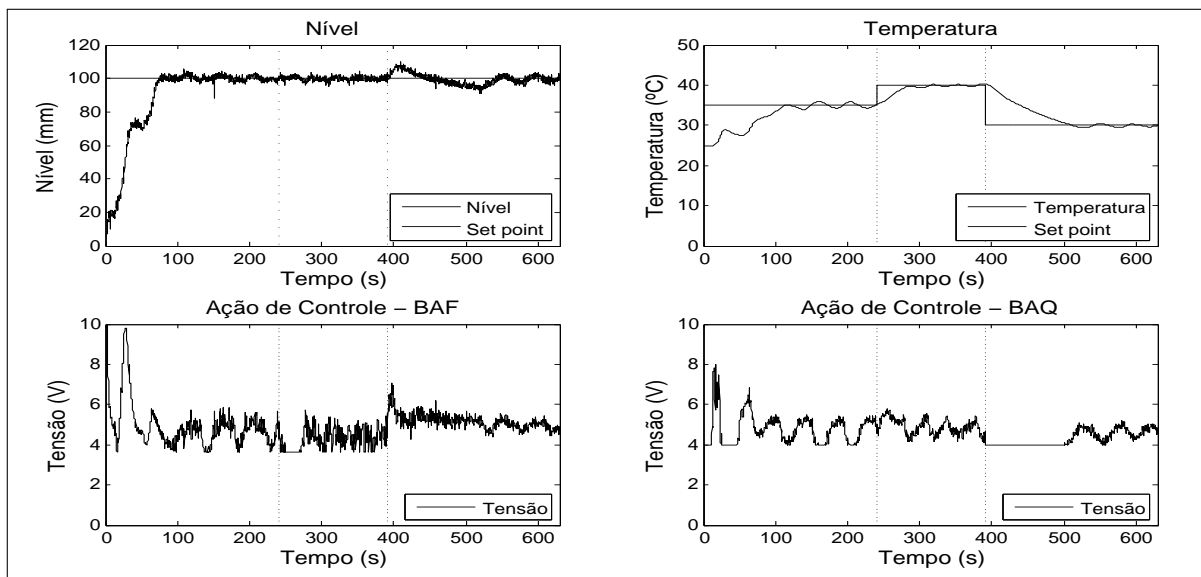 Nível
120
100
80
60
40
20
0
Nível (mm)
0 100 200 300 400 500 600
Tempo (s)
Nível
Set point
Temperatura
50
40
30
20
10
0
Temperatura (ºC)
0 100 200 300 400 500 600
Tempo (s)
Temperatura
Set point
Ação de Controle – BAF
10
8
6
4
2
0
Tensão (V)
0 100 200 300 400 500 600
Tempo (s)
Tensão
Ação de Controle – BAQ
10
8
6
4
2
0
Tensão (V)
0 100 200 300 400 500 600
Tempo (s)
Tensão